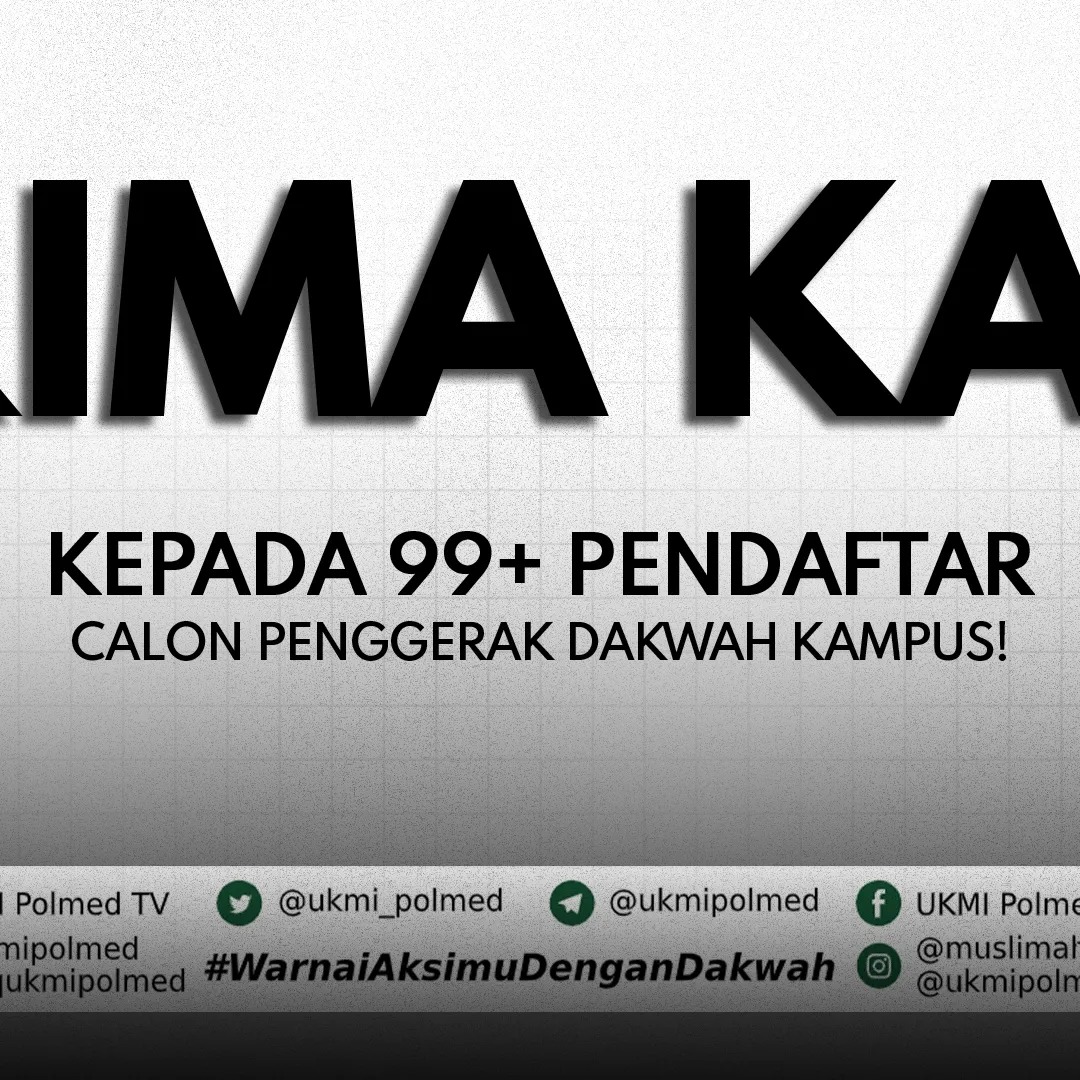 IMA KA
KEPADA 99+ PENDAFTAR
CALON PENGGERAK DAKWAH KAMPUS!
Polmed TV @ukmi_polmed @ukmipolmed UKMI Polme
mipolmed @muslimah
#WarnaiAksimuDenganDakwah
ukmipolmed @ukmipolm